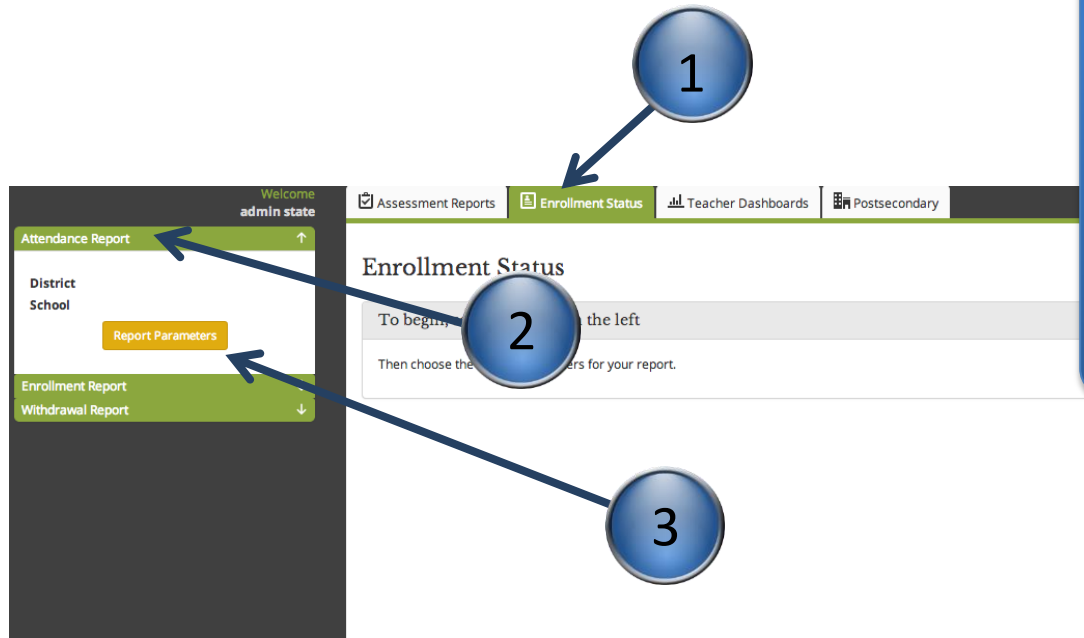 1
Welcome
admin state
Assessment Reports
Enrollment Status
Teacher Dashboards
Postsecondary
Attendance Report
District
School
Report Parameters
Enrollment Report
Withdrawal Report
Enrollment Status
To begin, the left
2
Then choose the ers for your report.
3